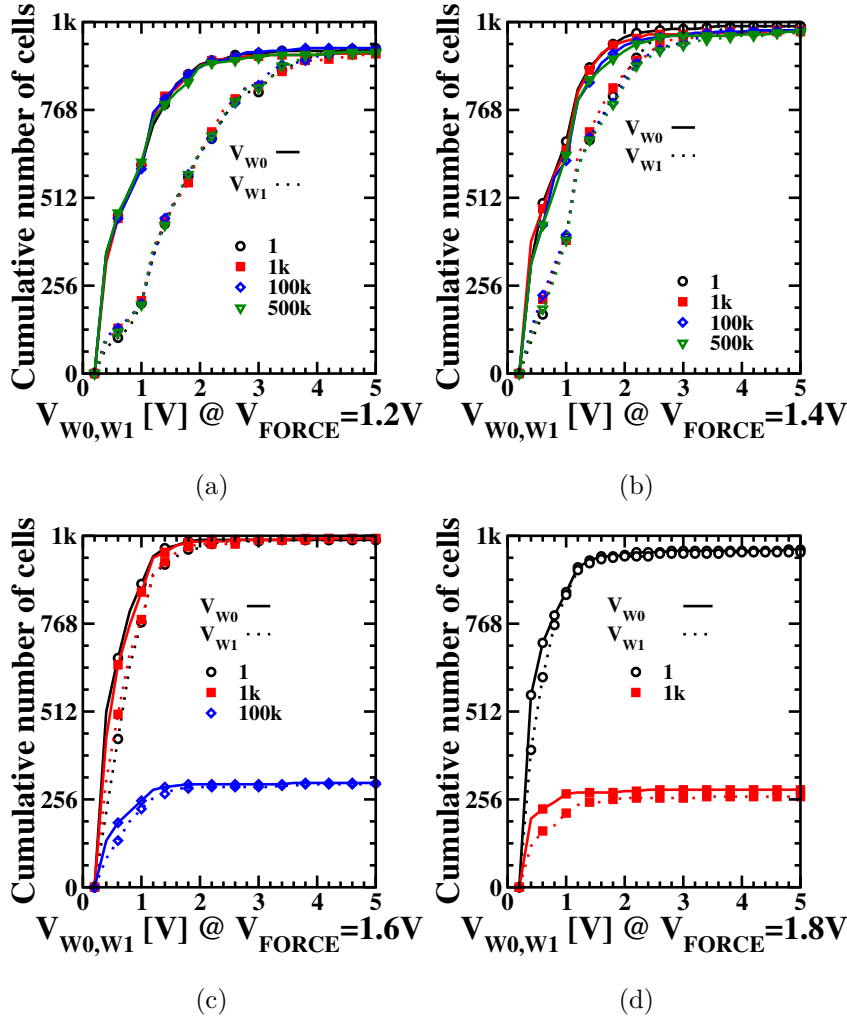 Cumulative number of cells
1k
768
512
256
0
V_W0
V_W1
1
1k
100k
500k
0 1 2 3 4 5
V_W0,W1 [V] @ V_FORCE=1.2V
(a)
Cumulative number of cells
1k
768
512
256
0
V_W0
V_W1
1
1k
100k
500k
0 1 2 3 4 5
V_W0,W1 [V] @ V_FORCE=1.4V
(b)
Cumulative number of cells
1k
768
512
256
0
V_W0
V_W1
1
1k
100k
0 1 2 3 4 5
V_W0,W1 [V] @ V_FORCE=1.6V
(c)
Cumulative number of cells
1k
768
512
256
0
V_W0
V_W1
1
1k
0 1 2 3 4 5
V_W0,W1 [V] @ V_FORCE=1.8V
(d)